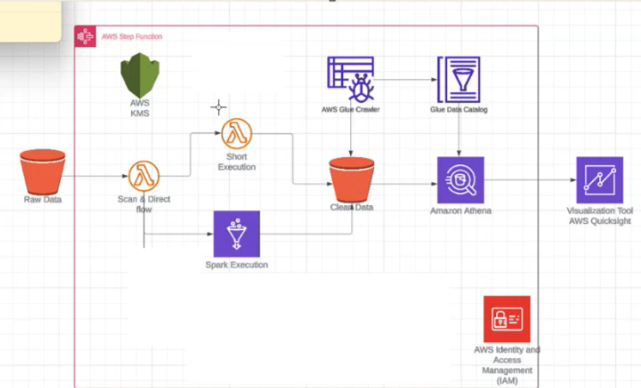 AWS Step Function
AWS
KMS
AWS Glue Crawler
Glue Data Catalog
Short
Execution
Raw Data
Scan & Direct
flow
Clean Data
Amazon Athena
Visualization Tool
AWS Quicksight
Spark Execution
AWS Identity and
Access
Management
(IAM)